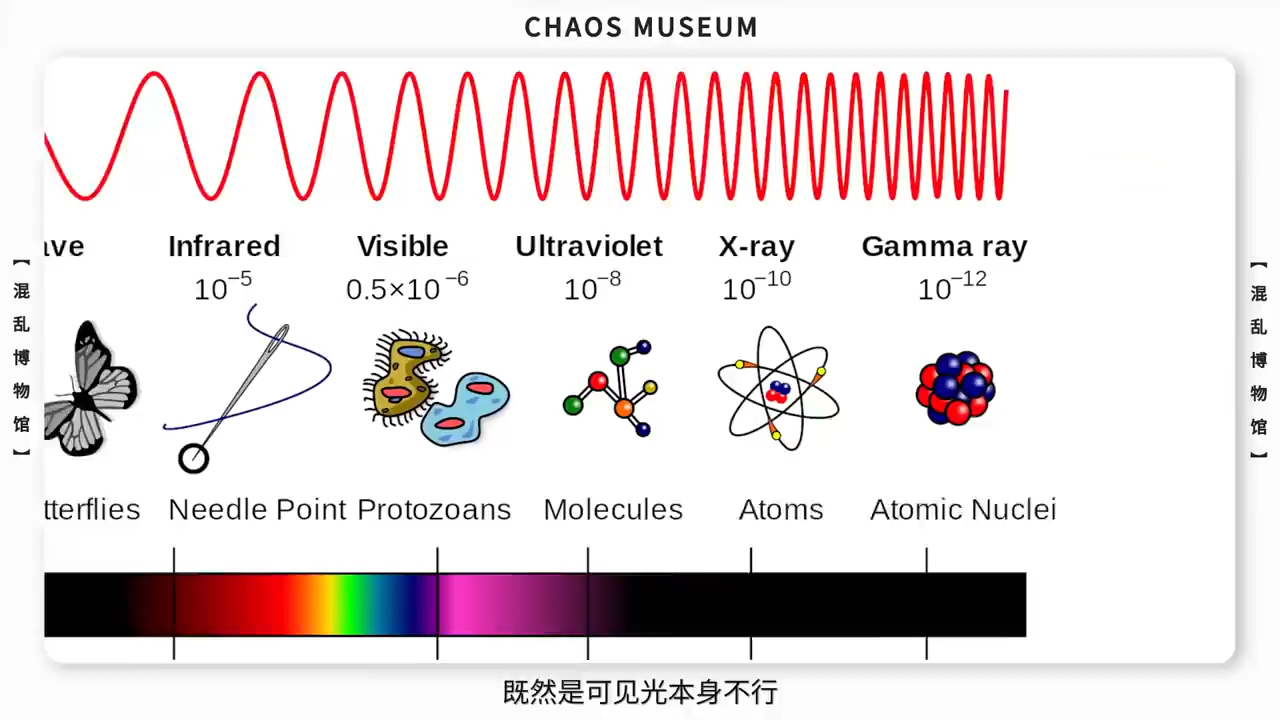 CHAOS MUSEUM
ave
Infrared
Visible
Ultraviolet
X-ray
Gamma ray
10⁻⁵
0.5×10⁻⁶
10⁻⁸
10⁻¹⁰
10⁻¹²
【混乱博物馆】
【混乱博物馆】
tterflies
Needle Point
Protozoans
Molecules
Atoms
Atomic Nuclei
既然是可见光本身不行